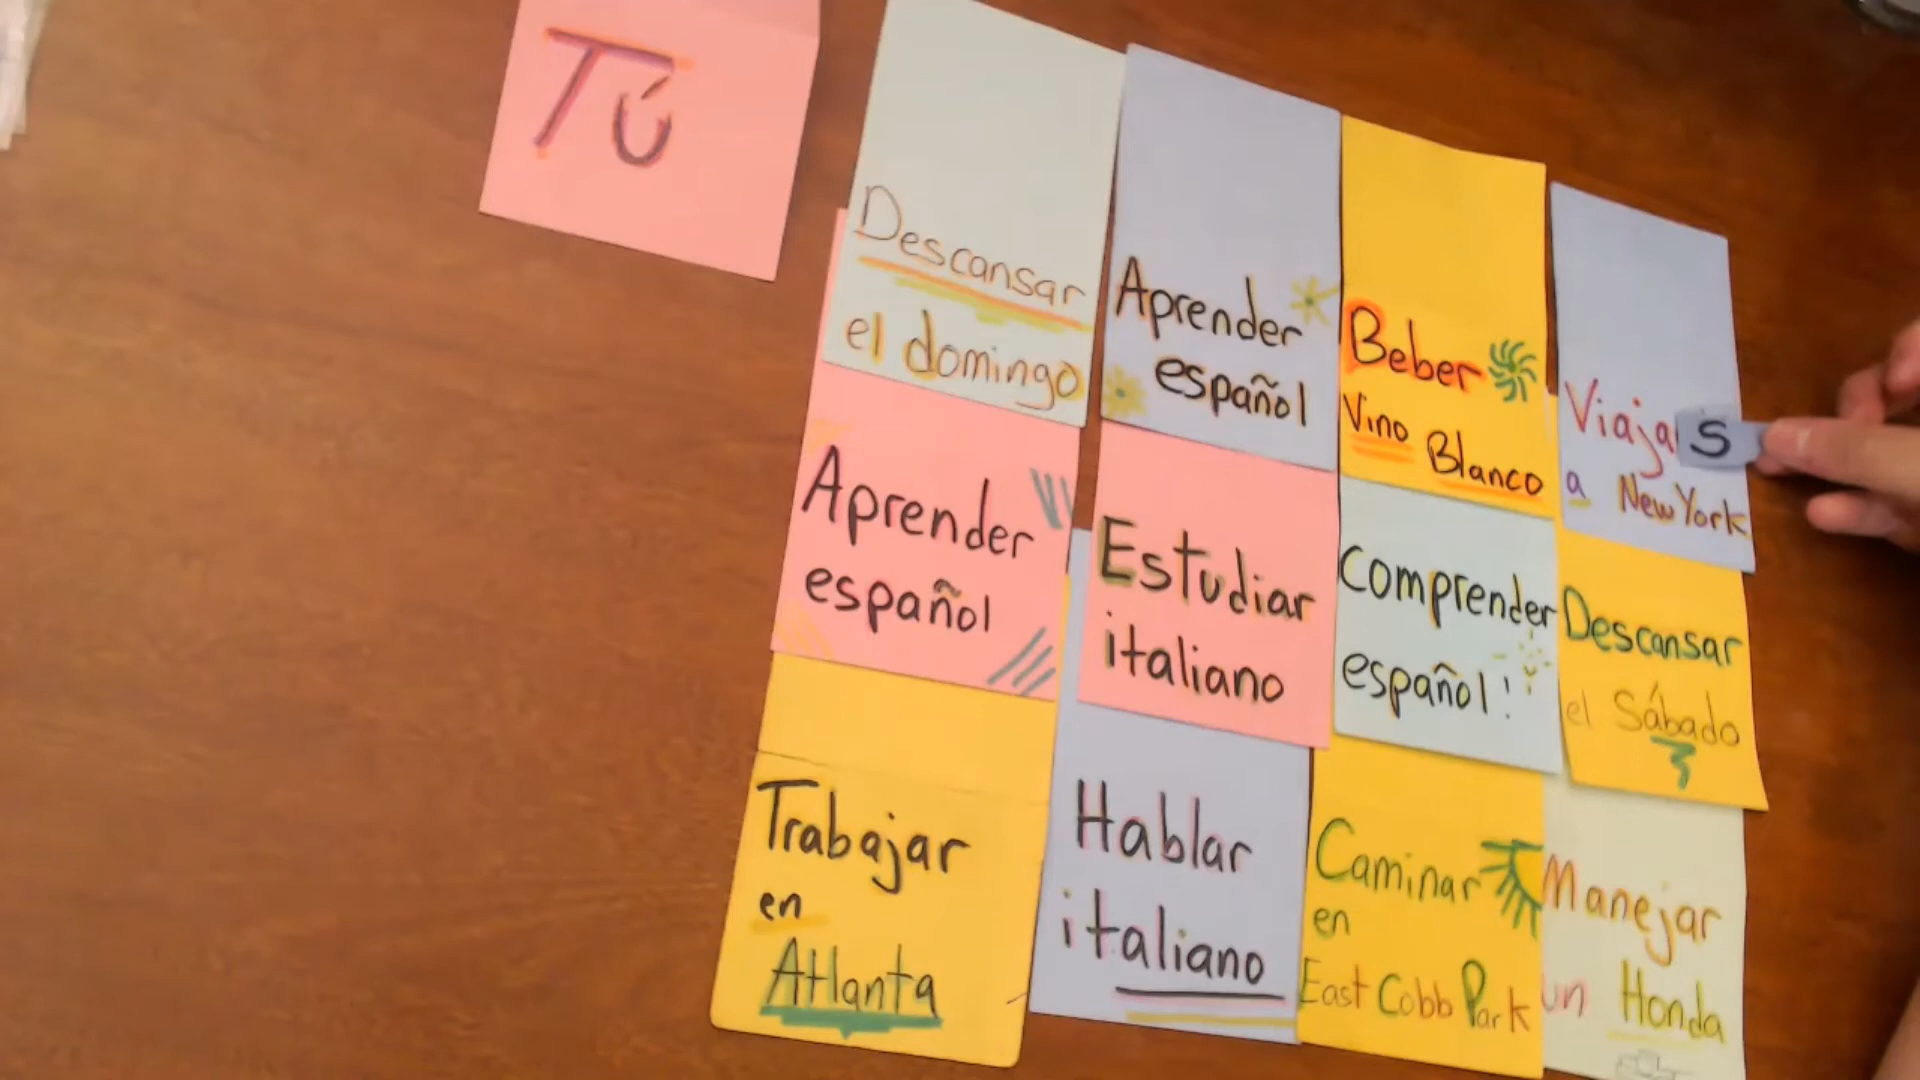 Tú
Descansar
el domingo
Aprender
español
Beber
Vino
Blanco
Viajas
a New York
Aprender
español
Estudiar
italiano
Comprender
español!
Descansar
el Sábado
Trabajar
en
Atlanta
Hablar
italiano
Caminar
en
East Cobb Park
Manejar
un Honda